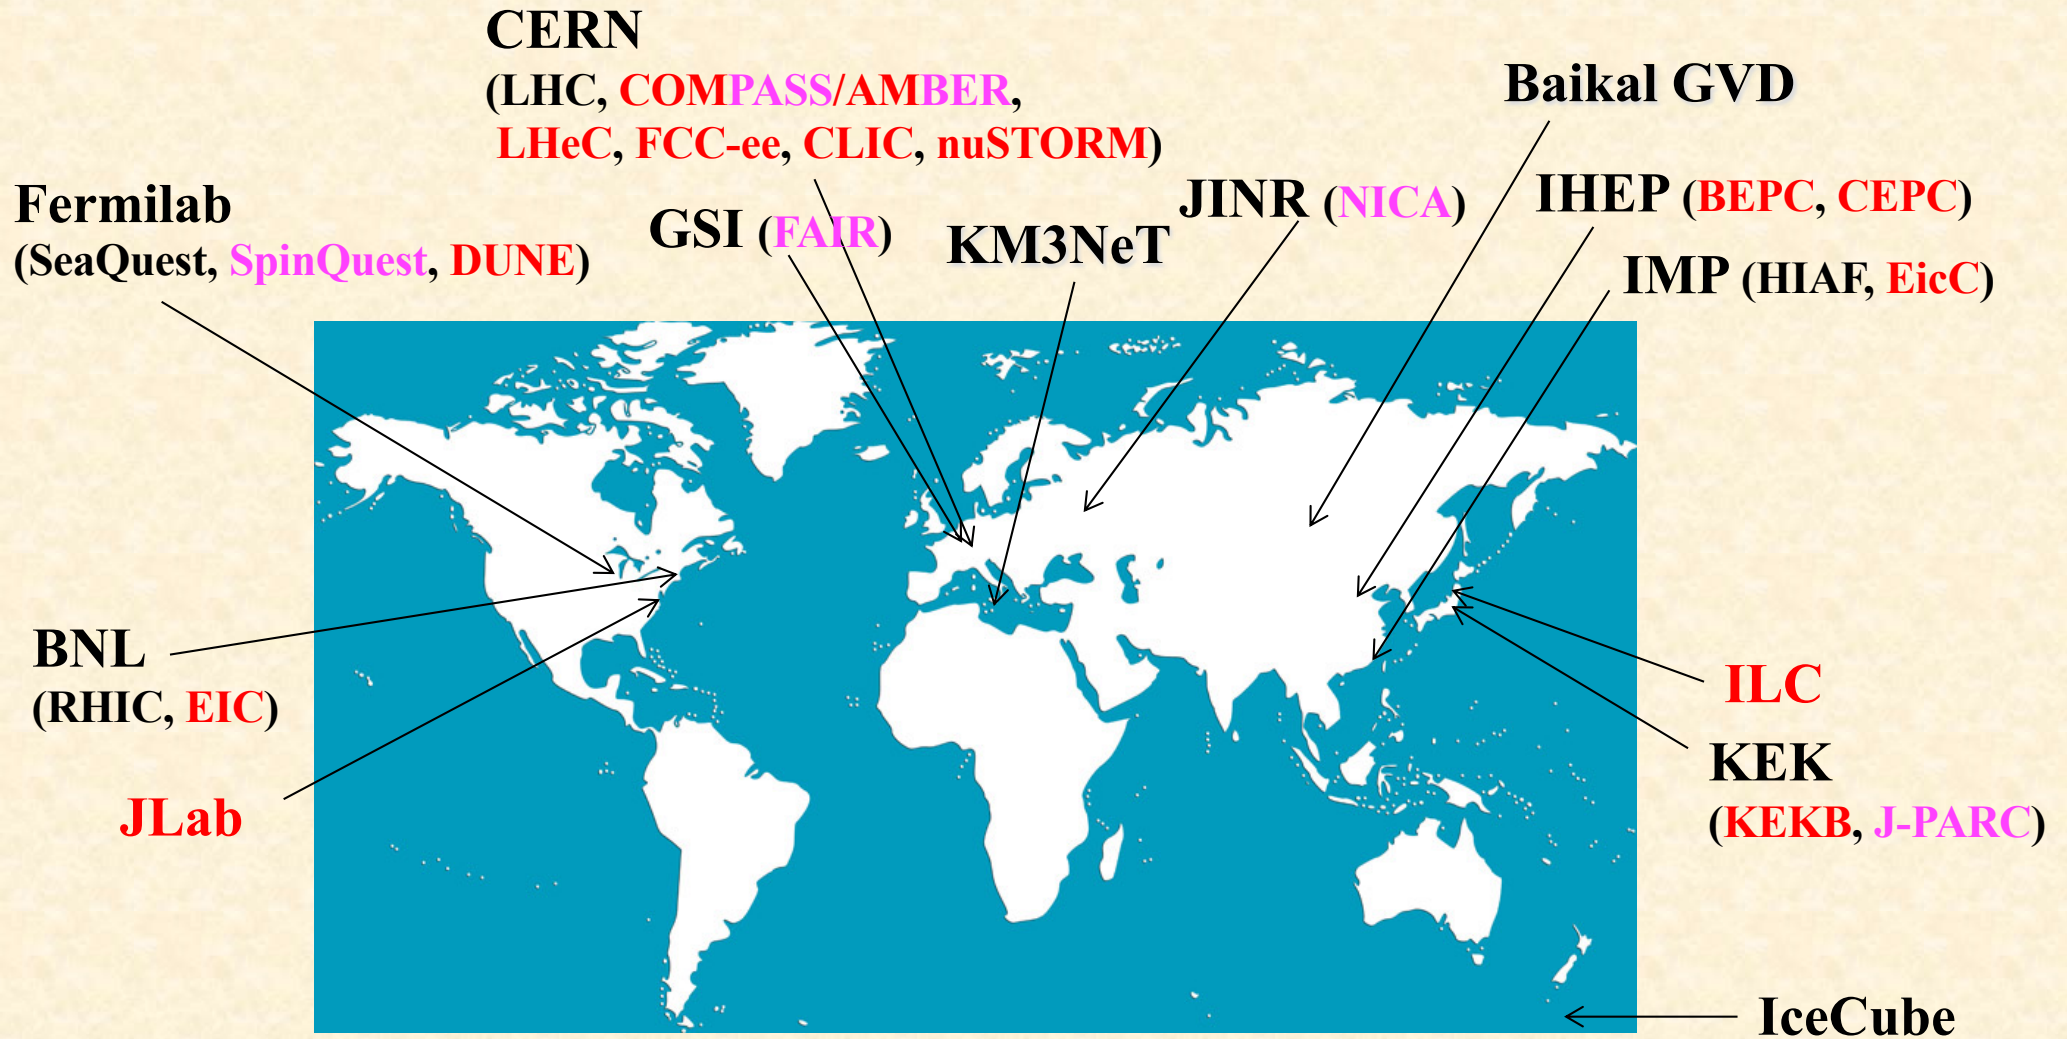 CERN
(LHC, COMPASS/AMBER,
LHeC, FCC-ee, CLIC, nuSTORM)
Baikal GVD
Fermilab
(SeaQuest, SpinQuest, DUNE)
GSI (FAIR)
KM3NeT
JINR (NICA)
IHEP (BEPC, CEPC)
IMP (HIAF, EicC)
BNL
(RHIC, EIC)
JLab
ILC
KEK
(KEKB, J-PARC)
IceCube